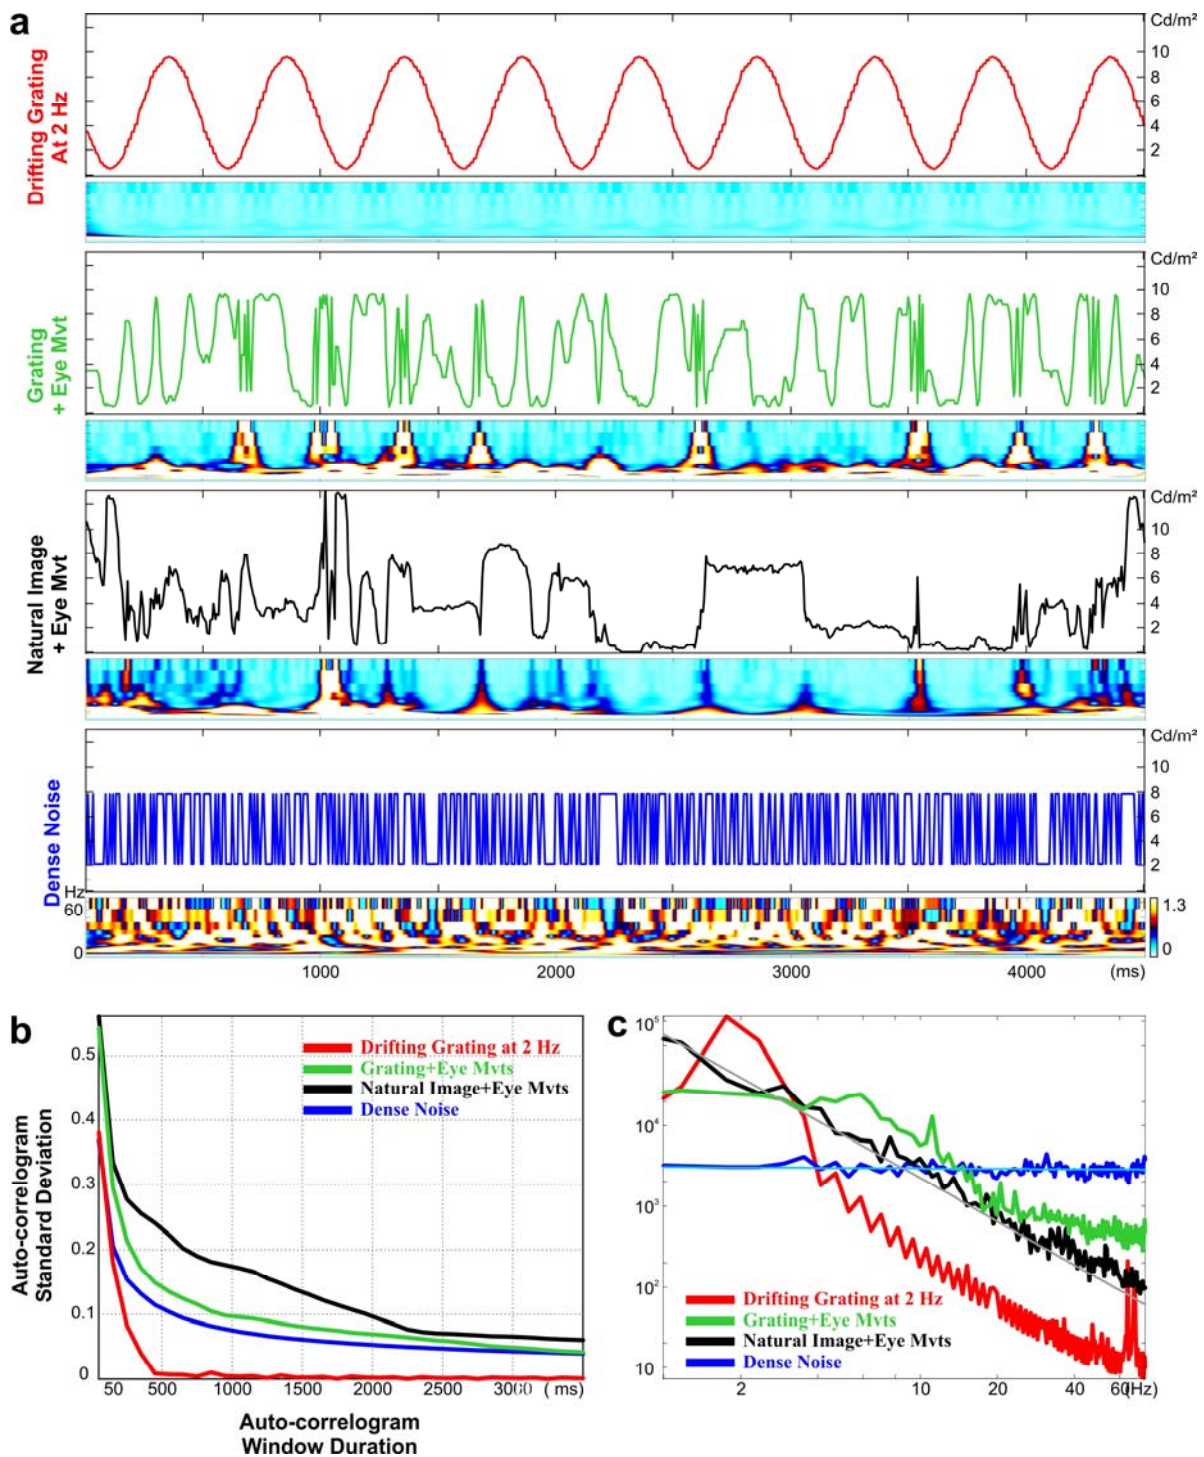 a
Cd/m²
Drifting Grating
At 2 Hz
10
8
6
4
2
Cd/m²
Grating
+ Eye Mvt
10
8
6
4
2
Cd/m²
Natural Image
+ Eye Mvt
10
8
6
4
2
Cd/m²
Dense Noise
10
8
6
4
2
Hz
60
0
1.3
0
1000 2000 3000 4000 (ms)
b
Auto-correlogram
Standard Deviation
0.5
0.4
0.3
0.2
0.1
0
Drifting Grating at 2 Hz
Grating+Eye Mvts
Natural Image+Eye Mvts
Dense Noise
50 500 1000 1500 2000 2500 3000 ( ms)
Auto-correlogram
Window Duration
c
10⁵
10⁴
10³
10²
10
Drifting Grating at 2 Hz
Grating+Eye Mvts
Natural Image+Eye Mvts
Dense Noise
2 10 20 40 60 (Hz)